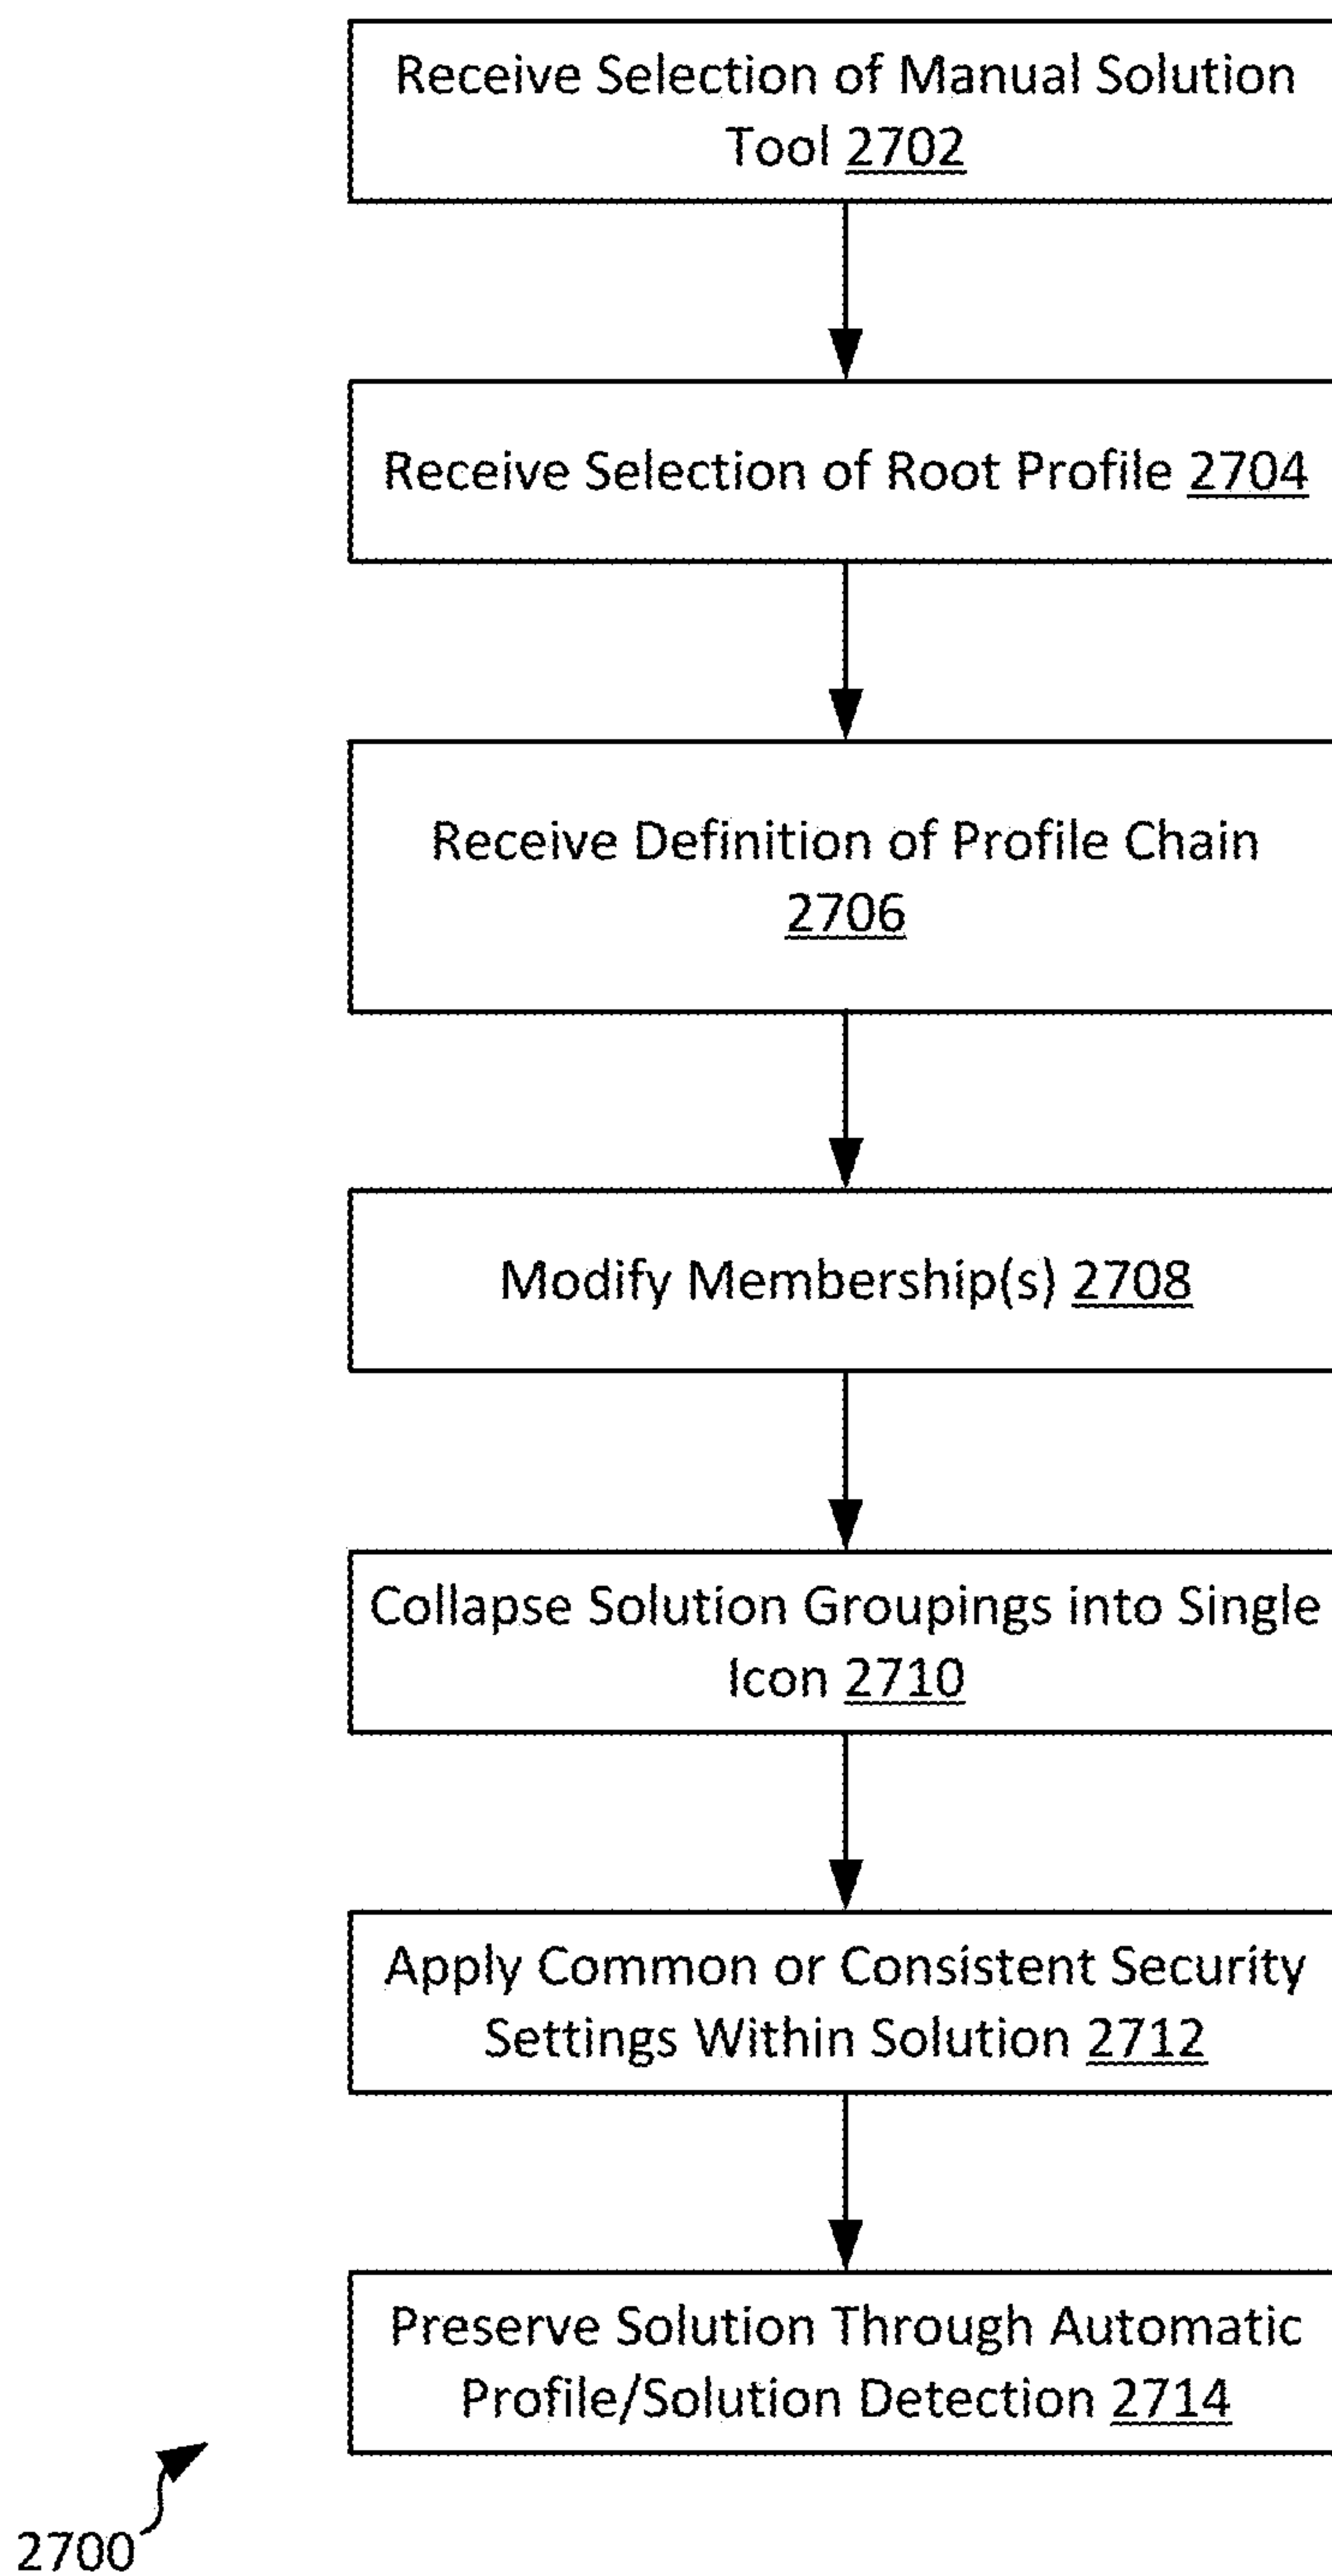 Receive Selection of Manual Solution
Tool 2702
Receive Selection of Root Profile 2704
Receive Definition of Profile Chain
2706
Modify Membership(s) 2708
Collapse Solution Groupings into Single
Icon 2710
Apply Common or Consistent Security
Settings Within Solution 2712
Preserve Solution Through Automatic
Profile/Solution Detection 2714
2700